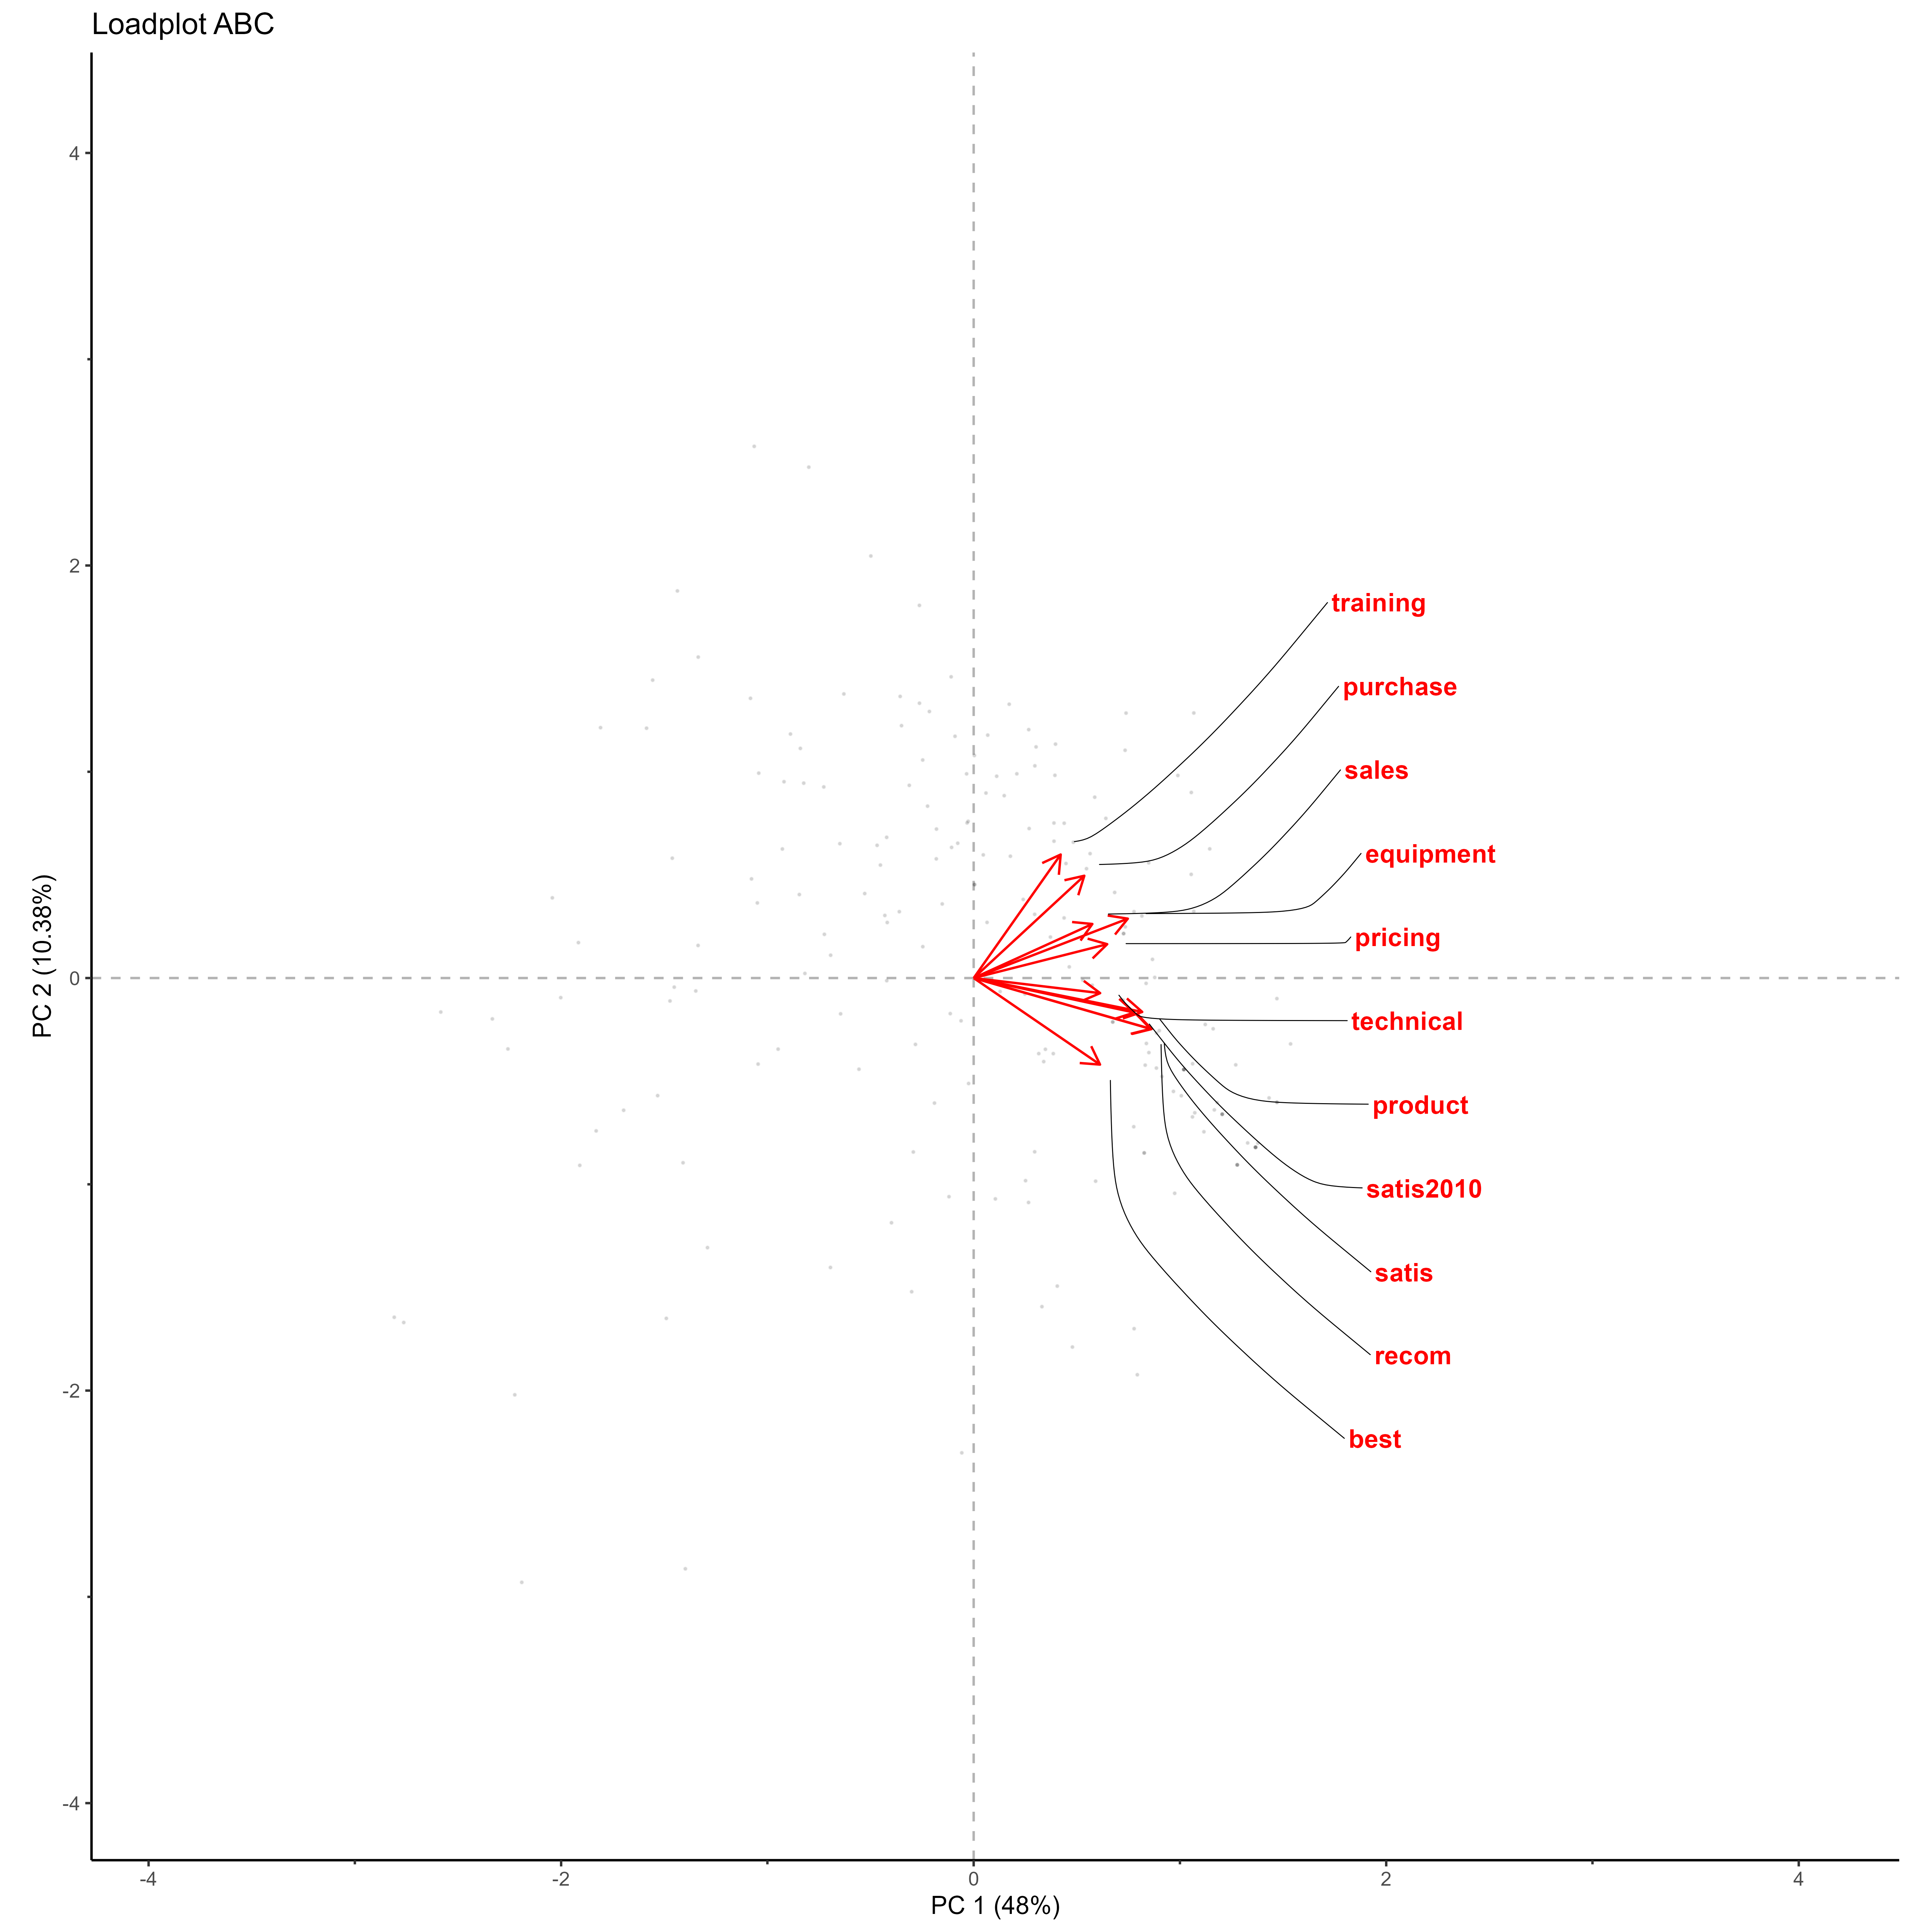 Loadplot ABC
4
2
0
-2
-4
PC 2 (10.38%)
training
purchase
sales
equipment
pricing
technical
product
satis2010
satis
recom
best
-4
-2
0
2
4
PC 1 (48%)